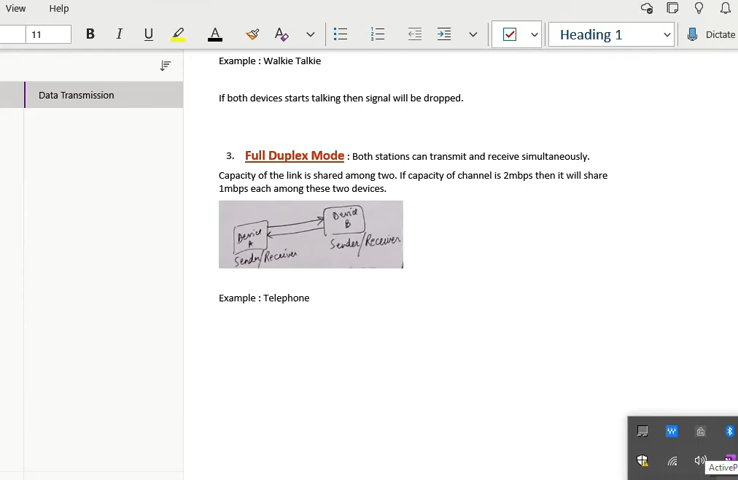 View Help
11 B I U A A Heading 1 Dictate
Example : Walkie Talkie
Data Transmission
If both devices starts talking then signal will be dropped.
3. Full Duplex Mode : Both stations can transmit and receive simultaneously.
Capacity of the link is shared among two. If capacity of channel is 2mbps then it will share
1mbps each among these two devices.
Device
A
Sender/Receiver
Device
B
Sender/Receiver
Example : Telephone
ActiveP